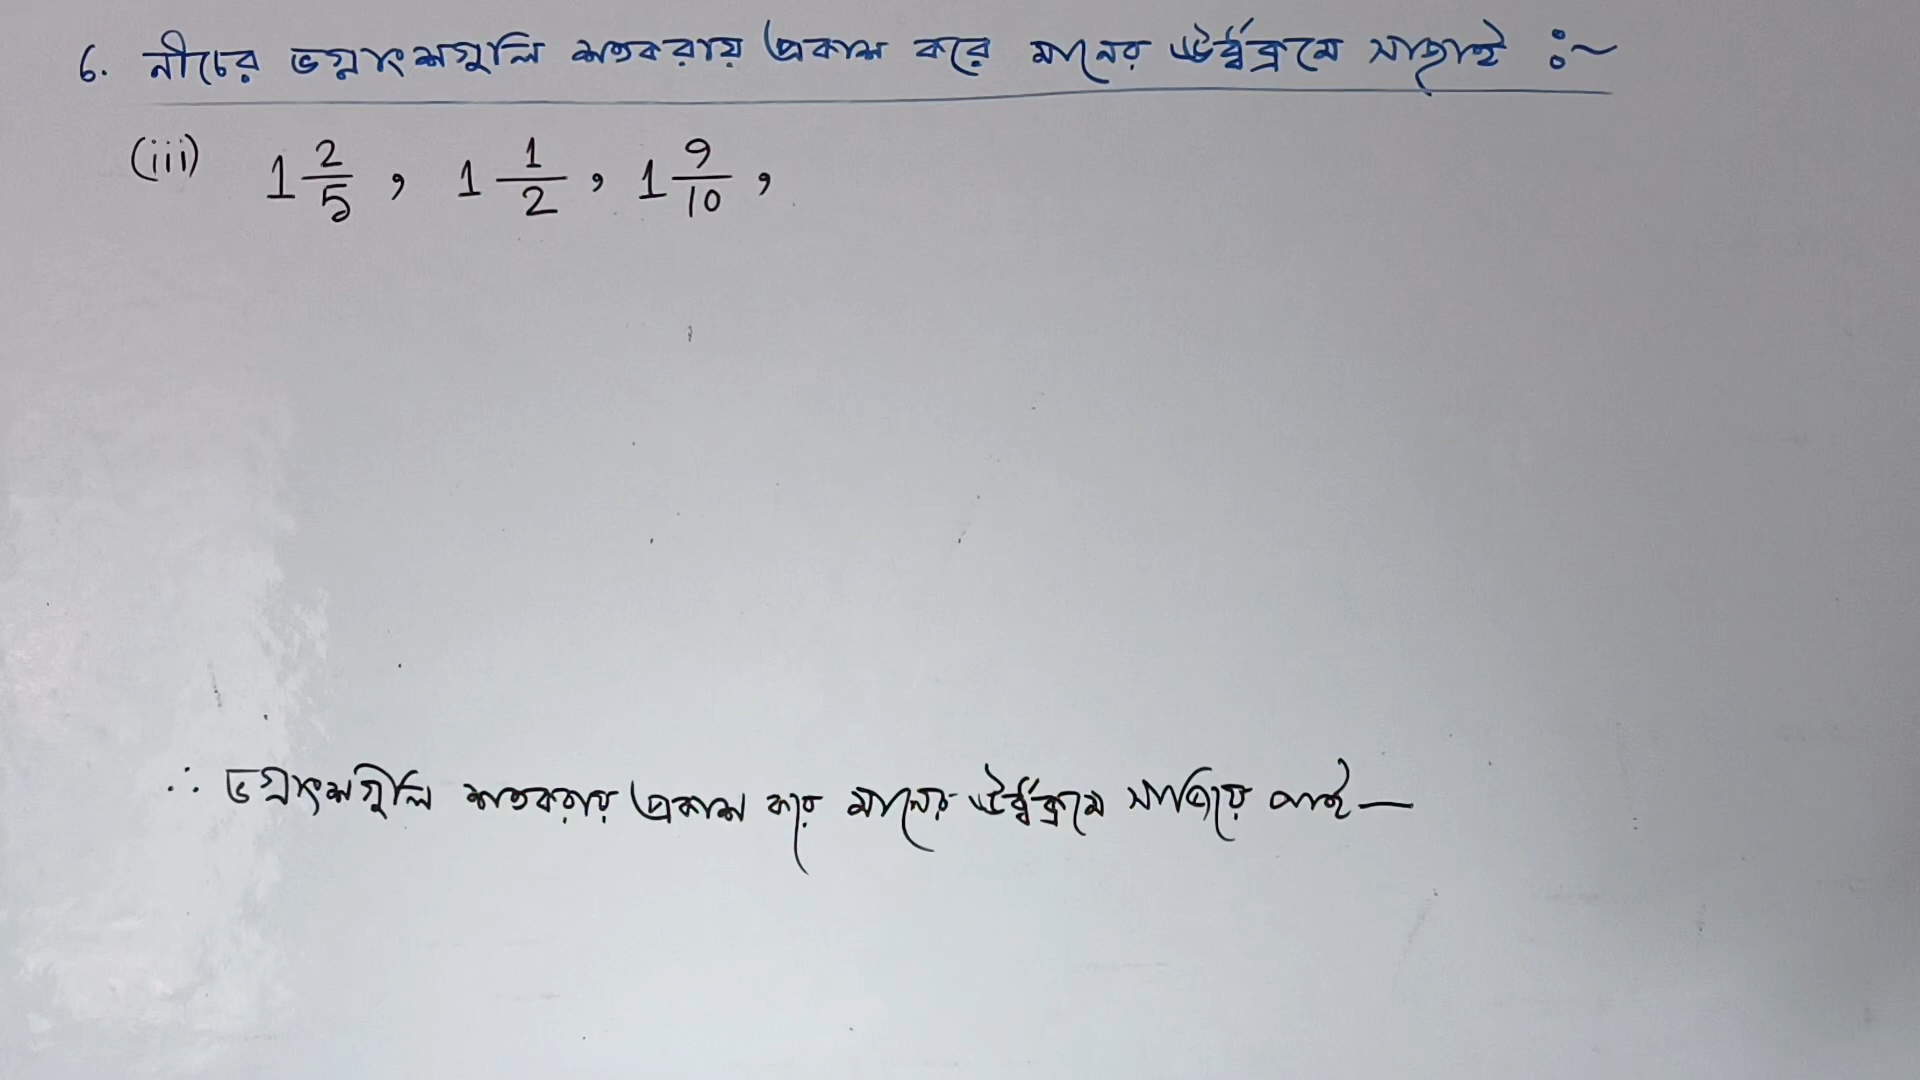 6. নীচের ভগ্নাংশগুলি শতকরায় প্রকাশ করে মানের ঊর্ধ্বক্রমে সাজাই :~
(iii) 1 2/5 , 1 1/2 , 1 9/10 ,
∴ ভগ্নাংশগুলি শতকরায় প্রকাশ করে মানের ঊর্ধ্বক্রমে সাজিয়ে পাই—